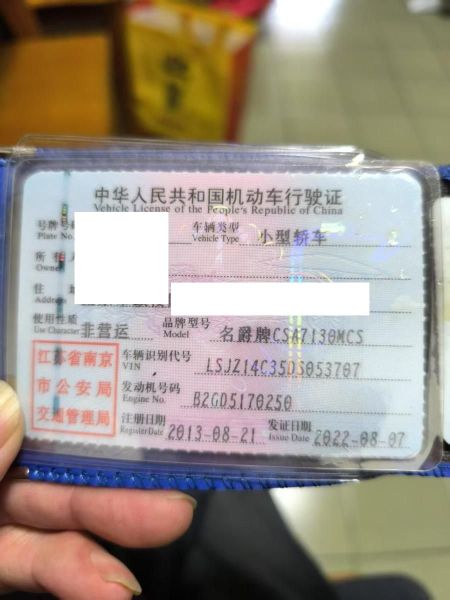 中华人民共和国机动车行驶证
Vehicle License of the People's Republic of China
号牌号
Plate No.
车辆类型
Vehicle Type
小型轿车
所有人
Owner
住
Address
使用性质
Use Character
非营运
品牌型号
Model
名爵牌CSA7130MCS
江苏省南京
市公安局
交通管理局
车辆识别代号
VIN
LSJZ14C35DS053707
发动机号码
Engine No.
B2GD5170250
注册日期
Register Date
2013-08-21
发证日期
Issue Date
2022-08-07